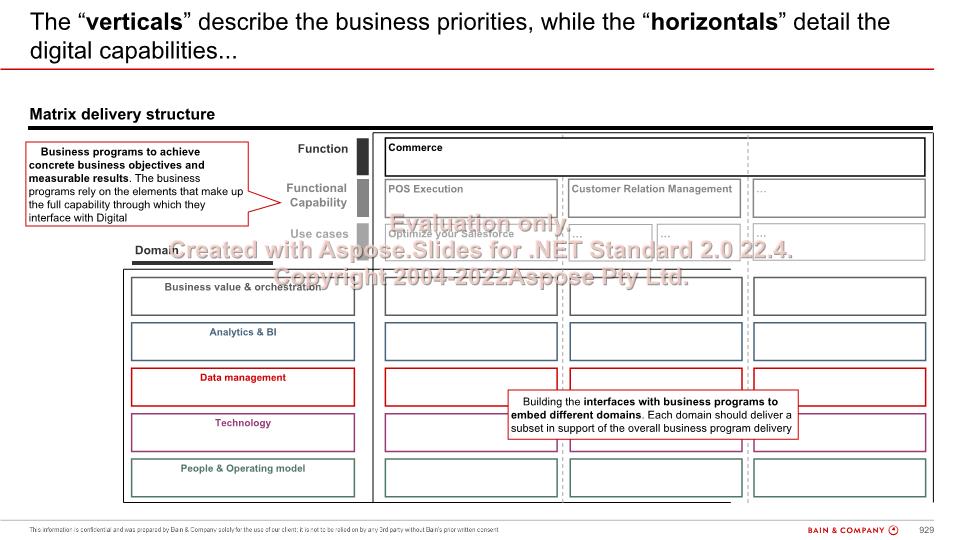 The “verticals” describe the business priorities, while the “horizontals” detail the
digital capabilities...
Matrix delivery structure
Business programs to achieve
concrete business objectives and
measurable results. The business
programs rely on the elements that make up
the full capability through which they
interface with Digital
Function
Commerce
Functional
Capability
POS Execution
Customer Relation Management
...
Use cases
Optimize your Salesforce
...
...
...
Evaluation only.
Created with Aspose.Slides for .NET Standard 2.0 22.4.
Copyright 2004-2022Aspose Pty Ltd.
Domain
Business value & orchestration
Analytics & BI
Data management
Technology
People & Operating model
Building the interfaces with business programs to
embed different domains. Each domain should deliver a
subset in support of the overall business program delivery
This information is confidential and was prepared by Bain & Company solely for the use of our client; it is not to be relied on by any 3rd party without Bain's prior written consent
BAIN & COMPANY
929